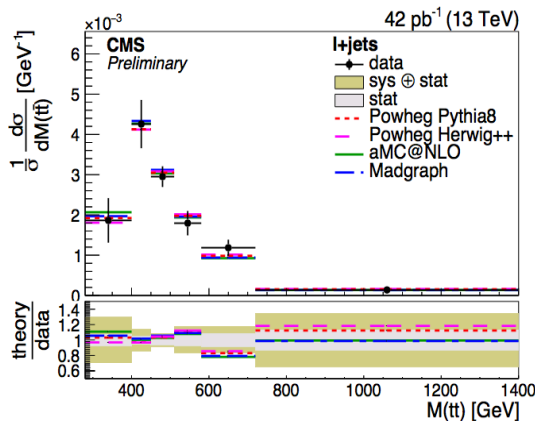 42 pb⁻¹ (13 TeV)
×10⁻³
CMS
Preliminary
l+jets
data
sys ⊕ stat
stat
Powheg Pythia8
Powheg Herwig++
aMC@NLO
Madgraph
1/σ dσ/dM(tt̄) [GeV⁻¹]
6
5
4
3
2
1
0
theory/data
1.4
1.2
1.0
0.8
0.6
400 600 800 1000 1200 1400
M(tt) [GeV]